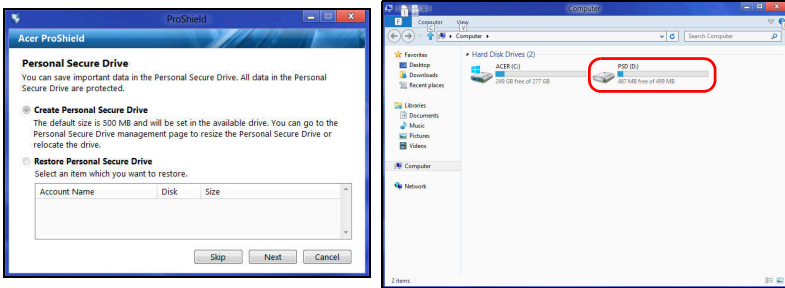 ProShield
Acer ProShield
Personal Secure Drive
You can save important data in the Personal Secure Drive. All data in the Personal
Secure Drive are protected.
Create Personal Secure Drive
The default size is 500 MB and will be set in the available drive. You can go to the
Personal Secure Drive management page to resize the Personal Secure Drive or
relocate the drive.
Restore Personal Secure Drive
Select an item which you want to restore.
Account Name Disk Size
Skip Next Cancel
Computer
F Computer View
C V
Computer Search Computer
Favorites
Desktop
Downloads
Recent places
Libraries
Documents
Music
Pictures
Videos
Computer
Network
Hard Disk Drives (2)
ACER (C:)
249 GB free of 277 GB
PSD (D:)
467 MB free of 499 MB
2 items